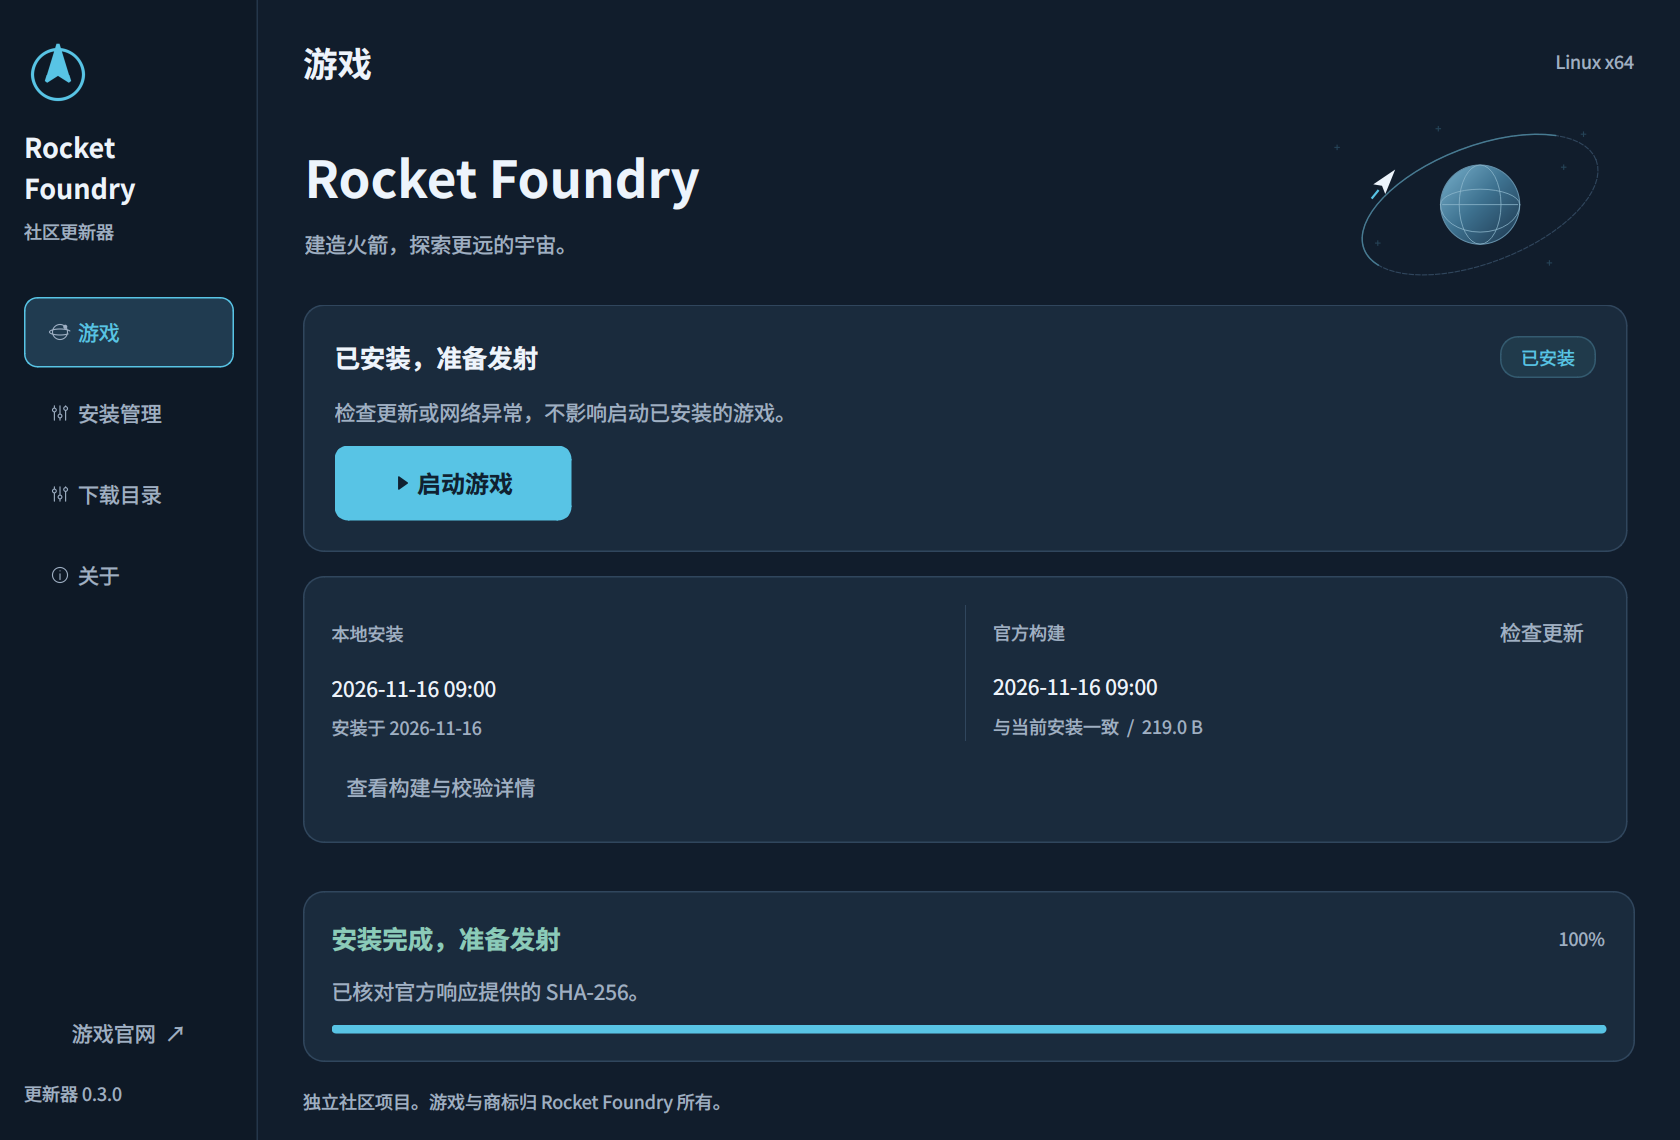 Rocket
Foundry
社区更新器
游戏
安装管理
下载目录
关于
游戏官网 ↗
更新器 0.3.0
游戏
Linux x64
Rocket Foundry
建造火箭，探索更远的宇宙。
已安装，准备发射
已安装
检查更新或网络异常，不影响启动已安装的游戏。
启动游戏
本地安装
2026-11-16 09:00
安装于 2026-11-16
官方构建
检查更新
2026-11-16 09:00
与当前安装一致 / 219.0 B
查看构建与校验详情
安装完成，准备发射
100%
已核对官方响应提供的 SHA-256。
独立社区项目。游戏与商标归 Rocket Foundry 所有。